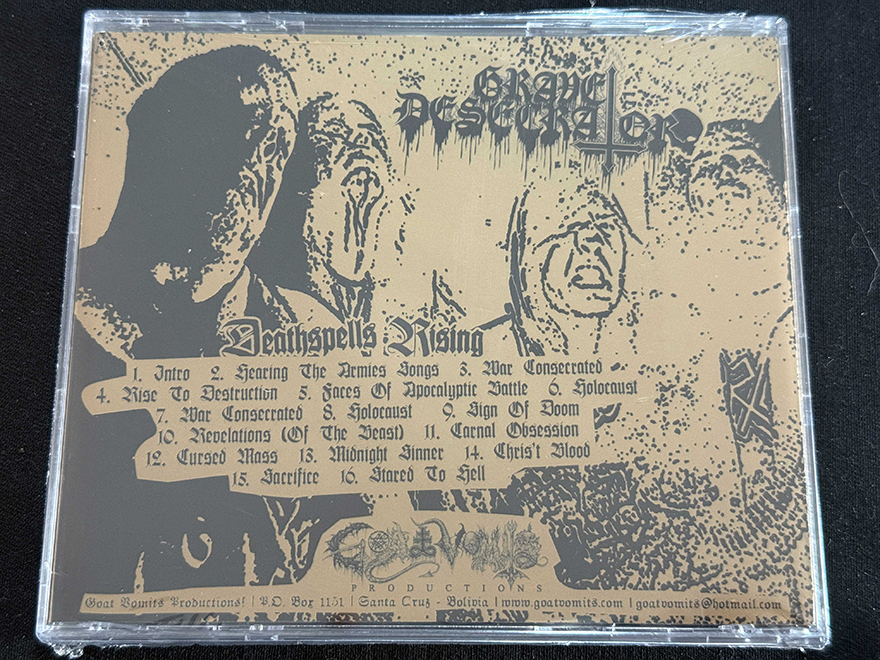 GRAVE
DESECRATOR
Deathspells Rising
1. Intro 2. Hearing The Armies Songs 3. War Consecrated
4. Rise To Destruction 5. Faces Of Apocalyptic Battle 6. Holocaust
7. War Consecrated 8. Holocaust 9. Sign Of Doom
10. Revelations (Of The Beast) 11. Carnal Obsession
12. Cursed Mass 13. Midnight Sinner 14. Chris't Blood
15. Sacrifice 16. Stared To Hell
Goat Vomits
PRODUCTIONS
Goat Vomits Productions! | P.O. Box 1151 | Santa Cruz - Bolivia | www.goatvomits.com | goatvomits@hotmail.com